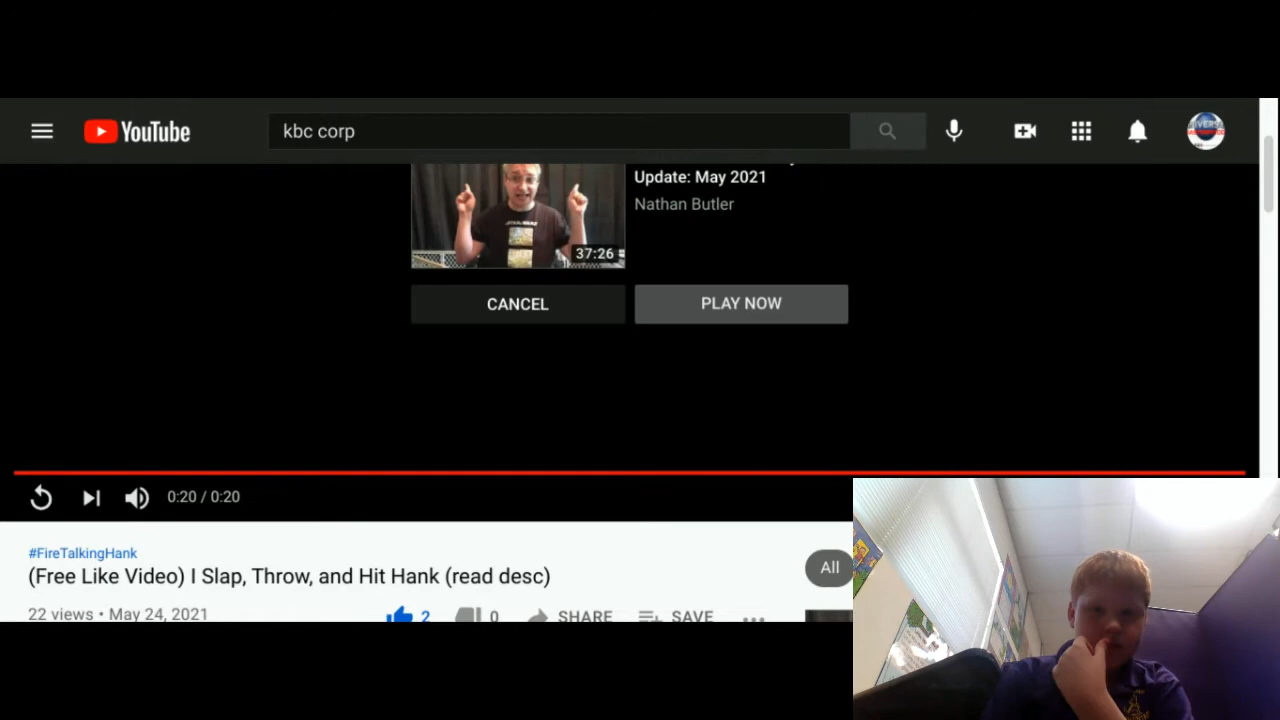 YouTube
kbc corp
Update: May 2021
Nathan Butler
37:26
CANCEL
PLAY NOW
0:20 / 0:20
#FireTalkingHank
(Free Like Video) I Slap, Throw, and Hit Hank (read desc)
All
22 views • May 24, 2021
2
0
SHARE
SAVE